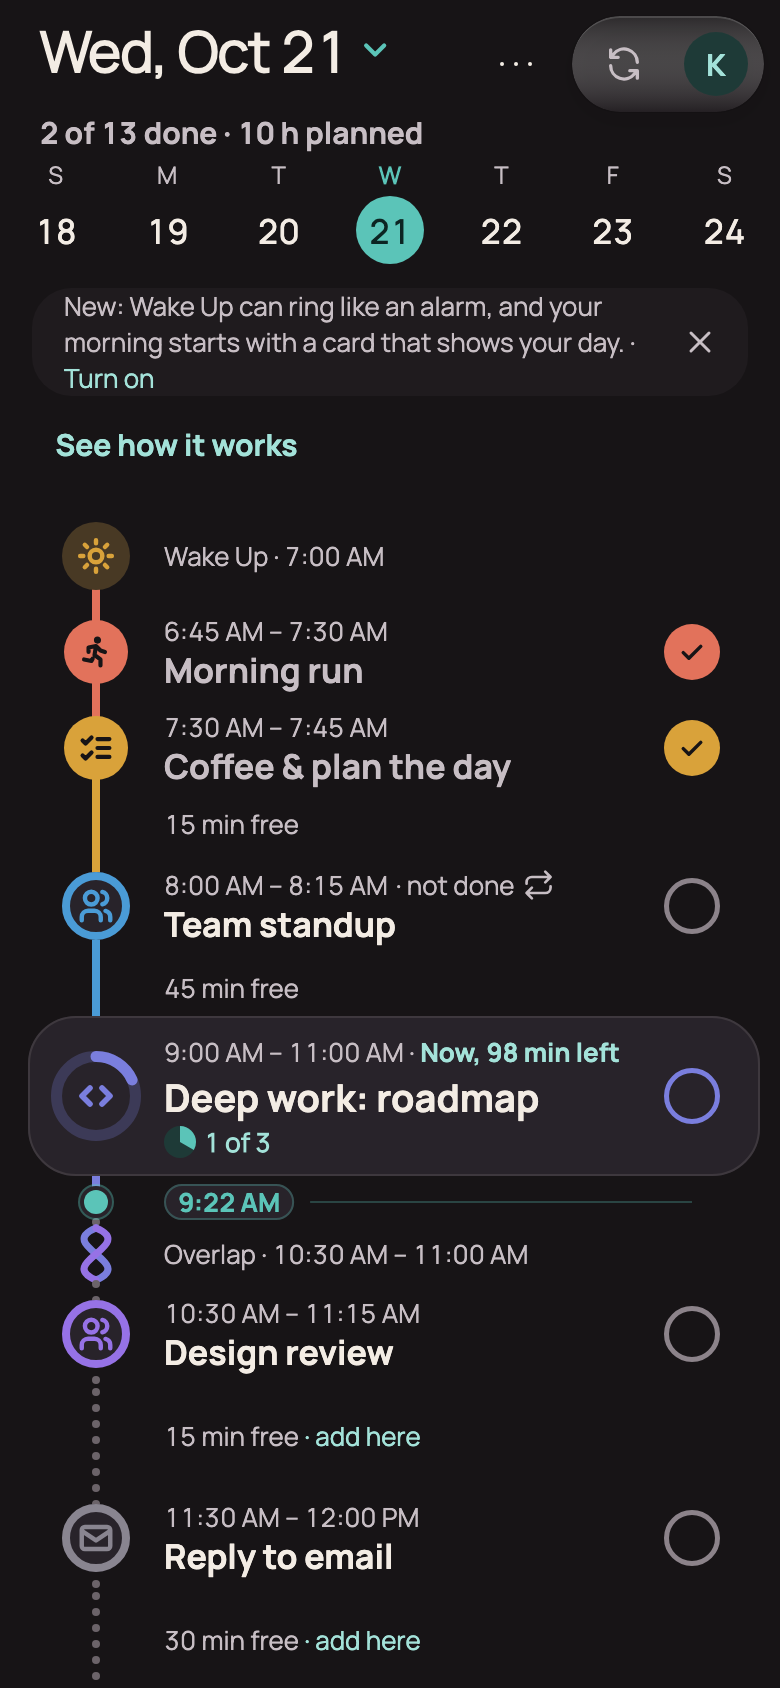 Wed, Oct 21
...
K
2 of 13 done · 10 h planned
S M T W T F S
18 19 20 21 22 23 24
New: Wake Up can ring like an alarm, and your
morning starts with a card that shows your day. ·
Turn on
See how it works
Wake Up · 7:00 AM
6:45 AM – 7:30 AM
Morning run
7:30 AM – 7:45 AM
Coffee & plan the day
15 min free
8:00 AM – 8:15 AM · not done
Team standup
45 min free
9:00 AM – 11:00 AM · Now, 98 min left
Deep work: roadmap
1 of 3
9:22 AM
Overlap · 10:30 AM – 11:00 AM
10:30 AM – 11:15 AM
Design review
15 min free · add here
11:30 AM – 12:00 PM
Reply to email
30 min free · add here